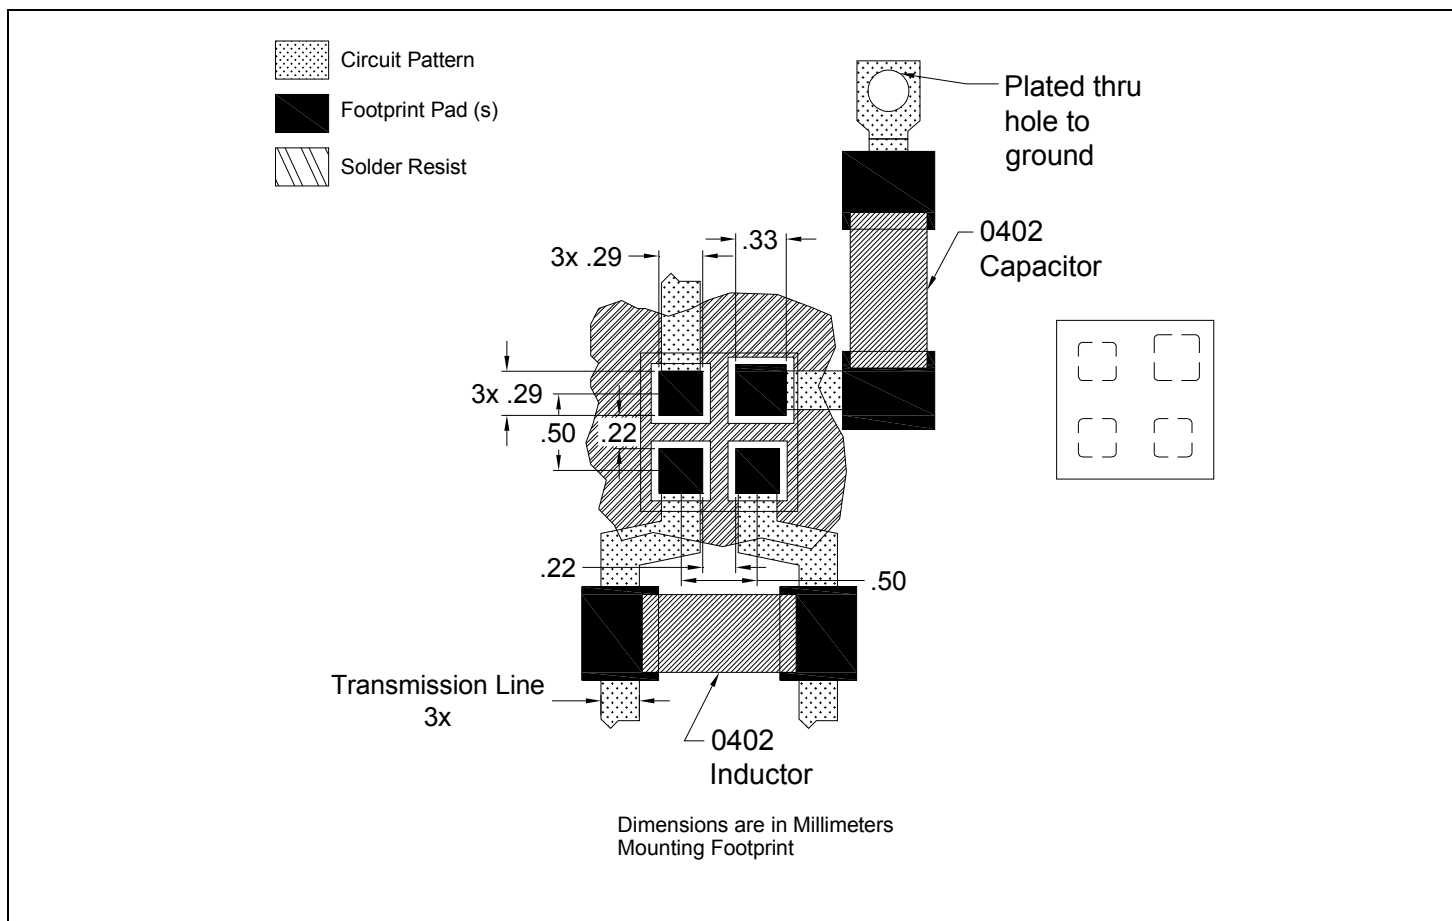 Circuit Pattern
Footprint Pad (s)
Solder Resist
Plated thru
hole to
ground
0402
Capacitor
.33
3x .29
3x .29
.50
.22
.22
.50
Transmission Line
3x
0402
Inductor
Dimensions are in Millimeters
Mounting Footprint